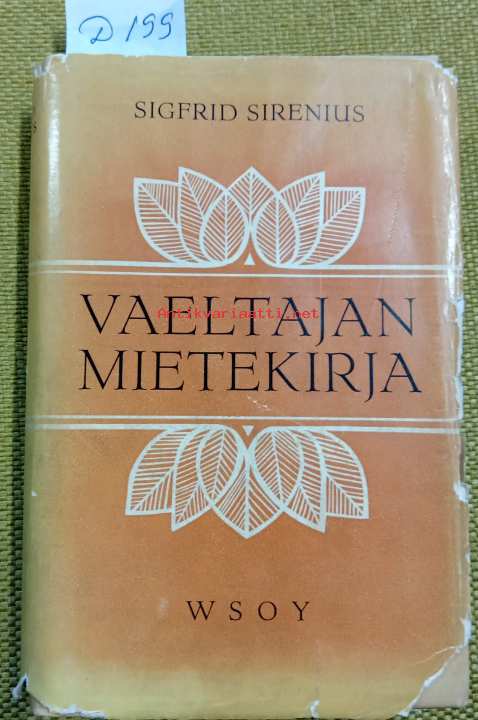 D 199
SIGFRID SIRENIUS
VAELTAJAN
Antikvariaatti.net
MIETEKIRJA
WSOY